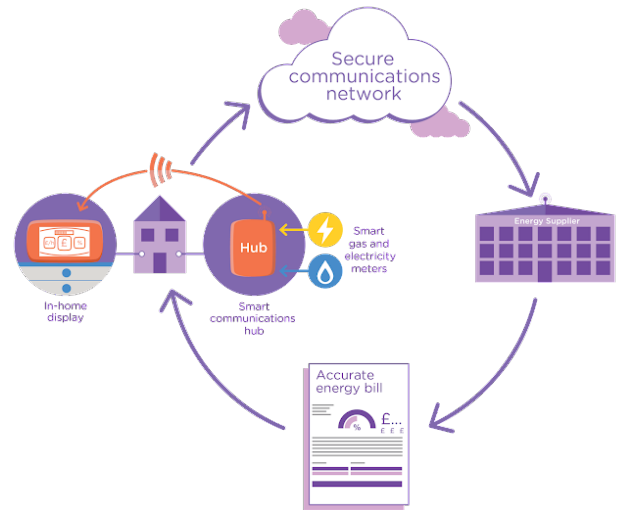 Secure
communications
network
Energy Supplier
£
%
Hub
Smart
gas and
electricity
meters
In-home
display
Smart
communications
hub
Accurate
energy bill
£...
%
£ £ £